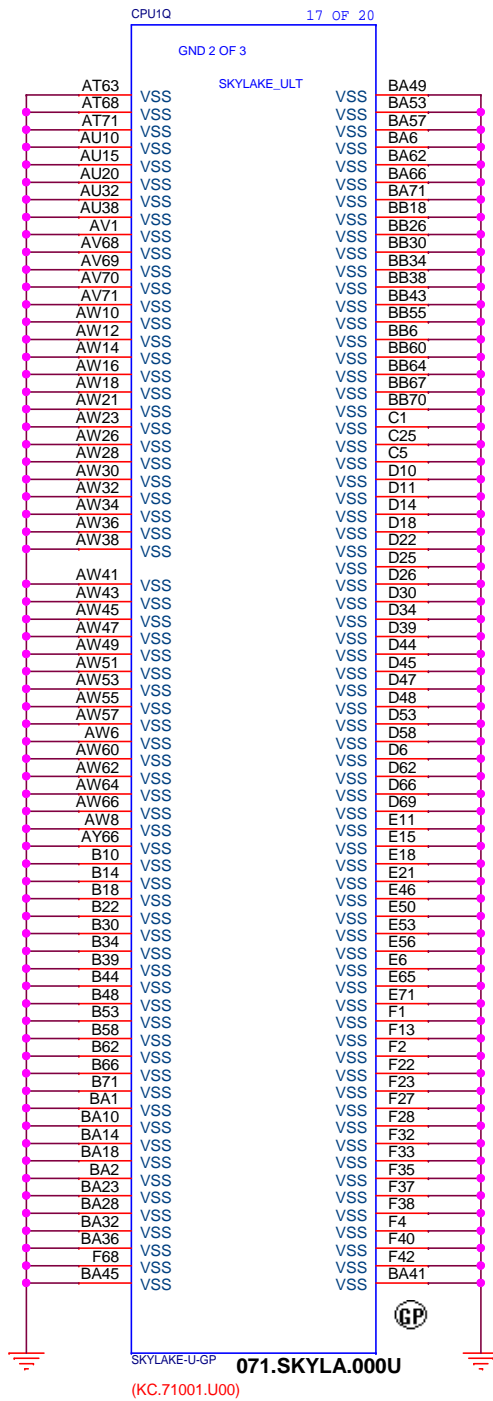 CPU1Q 17 OF 20
GND 2 OF 3
SKYLAKE_ULT
AT63 VSS VSS BA49
AT68 VSS VSS BA53
AT71 VSS VSS BA57
AU10 VSS VSS BA6
AU15 VSS VSS BA62
AU20 VSS VSS BA66
AU32 VSS VSS BA71
AU38 VSS VSS BB18
AV1 VSS VSS BB26
AV68 VSS VSS BB30
AV69 VSS VSS BB34
AV70 VSS VSS BB38
AV71 VSS VSS BB43
AW10 VSS VSS BB55
AW12 VSS VSS BB6
AW14 VSS VSS BB60
AW16 VSS VSS BB64
AW18 VSS VSS BB67
AW21 VSS VSS BB70
AW23 VSS VSS C1
AW26 VSS VSS C25
AW28 VSS VSS C5
AW30 VSS VSS D10
AW32 VSS VSS D11
AW34 VSS VSS D14
AW36 VSS VSS D18
AW38 VSS VSS D22
VSS D25
AW41 VSS VSS D26
AW43 VSS VSS D30
AW45 VSS VSS D34
AW47 VSS VSS D39
AW49 VSS VSS D44
AW51 VSS VSS D45
AW53 VSS VSS D47
AW55 VSS VSS D48
AW57 VSS VSS D53
AW6 VSS VSS D58
AW60 VSS VSS D6
AW62 VSS VSS D62
AW64 VSS VSS D66
AW66 VSS VSS D69
AW8 VSS VSS E11
AY66 VSS VSS E15
B10 VSS VSS E18
B14 VSS VSS E21
B18 VSS VSS E46
B22 VSS VSS E50
B30 VSS VSS E53
B34 VSS VSS E56
B39 VSS VSS E6
B44 VSS VSS E65
B48 VSS VSS E71
B53 VSS VSS F1
B58 VSS VSS F13
B62 VSS VSS F2
B66 VSS VSS F22
B71 VSS VSS F23
BA1 VSS VSS F27
BA10 VSS VSS F28
BA14 VSS VSS F32
BA18 VSS VSS F33
BA2 VSS VSS F35
BA23 VSS VSS F37
BA28 VSS VSS F38
BA32 VSS VSS F4
BA36 VSS VSS F40
F68 VSS VSS F42
BA45 VSS VSS BA41
GP
SKYLAKE-U-GP 071.SKYLA.000U
(KC.71001.U00)